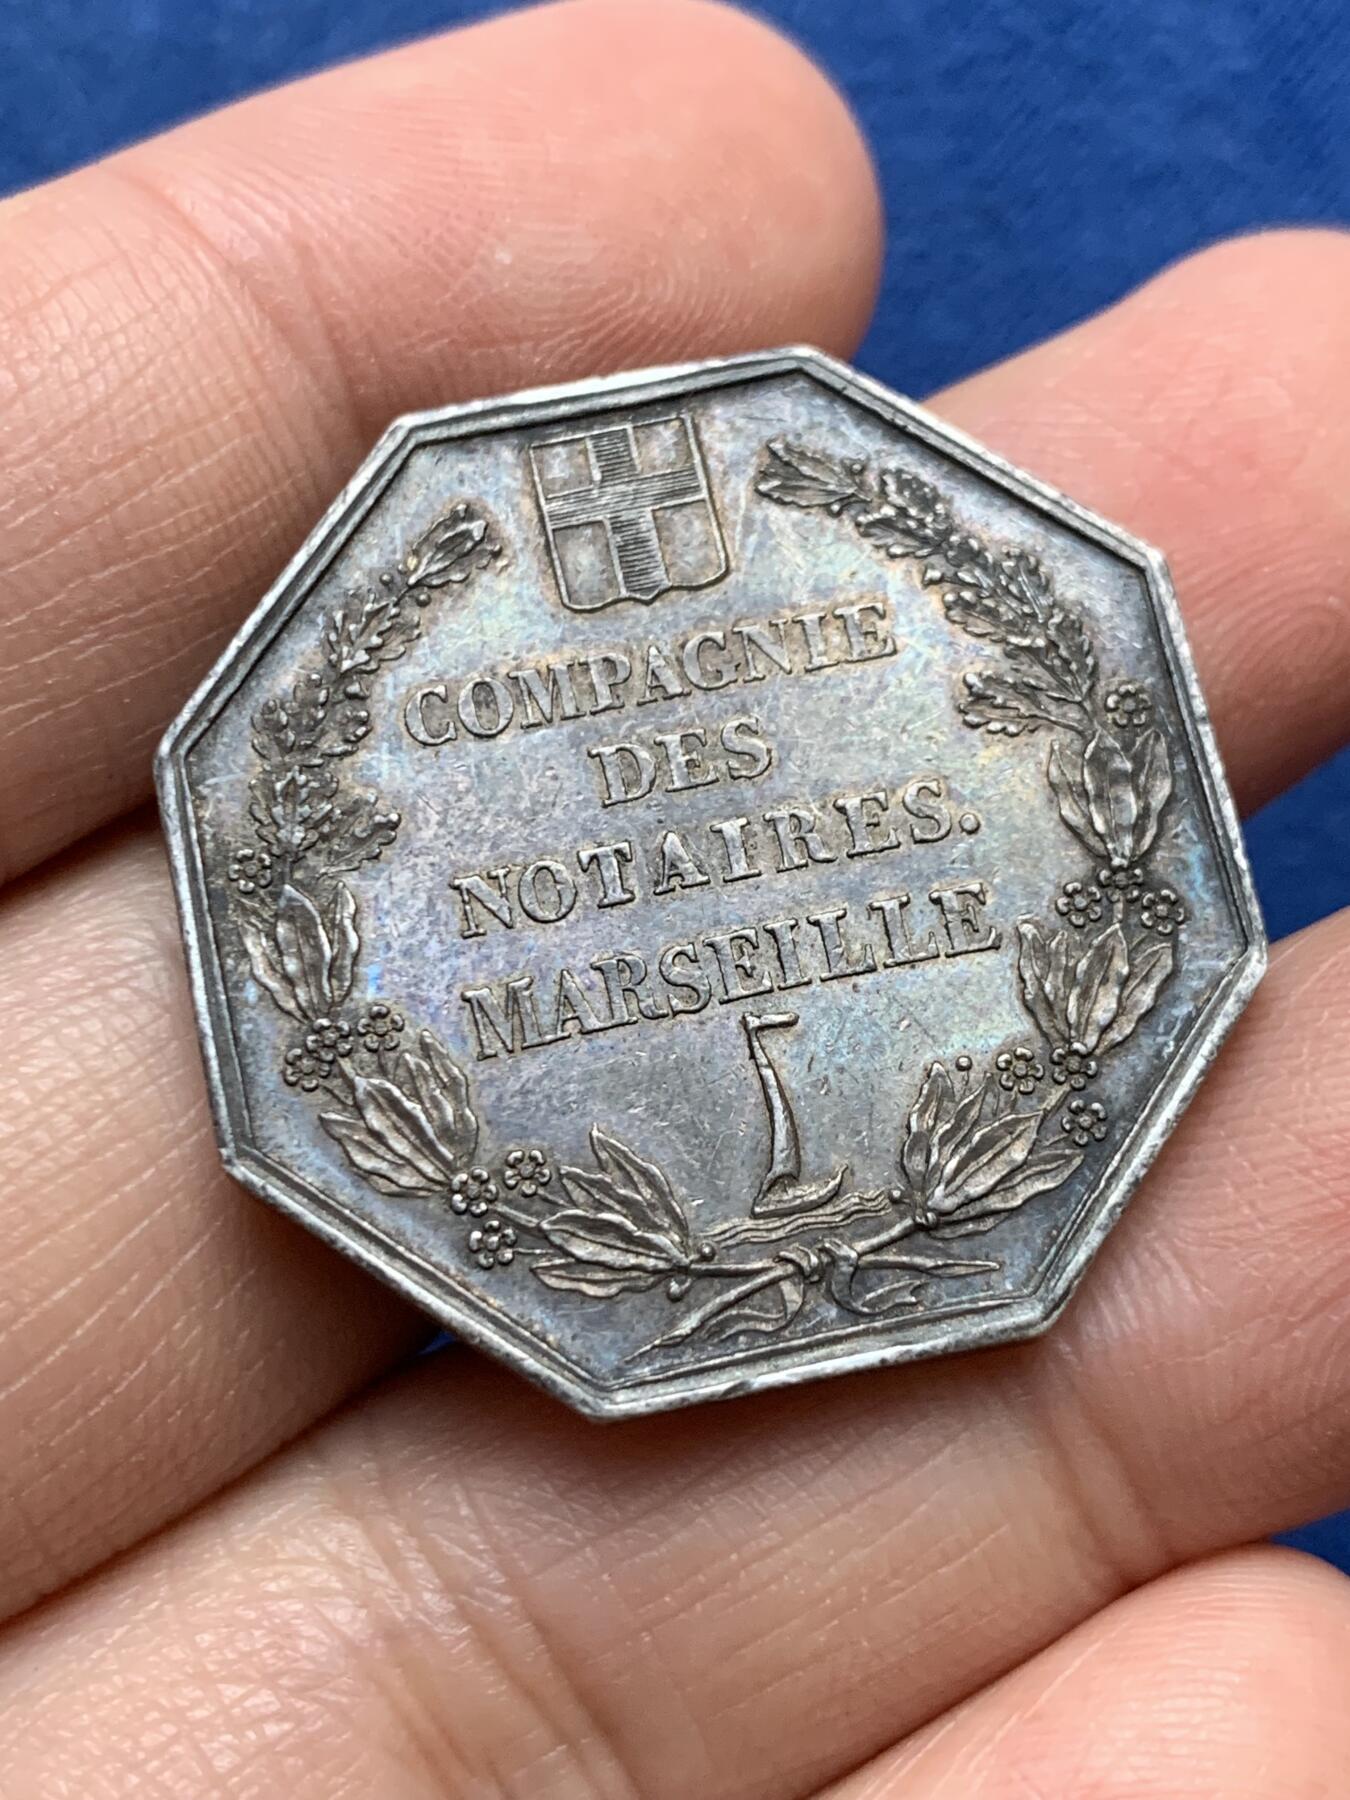 COMPAGNIE
DES
NOTAIRES.
MARSEILLE